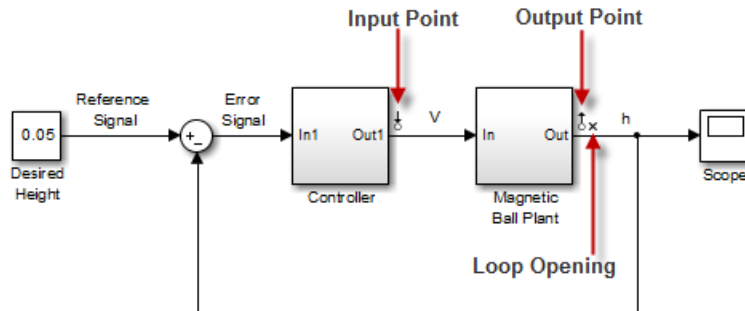 Input Point
Output Point
Reference
Signal
Error
Signal
0.05
+
−
In1
Out1
V
In
Out
h
Desired
Height
Controller
Magnetic
Ball Plant
Scope
Loop Opening